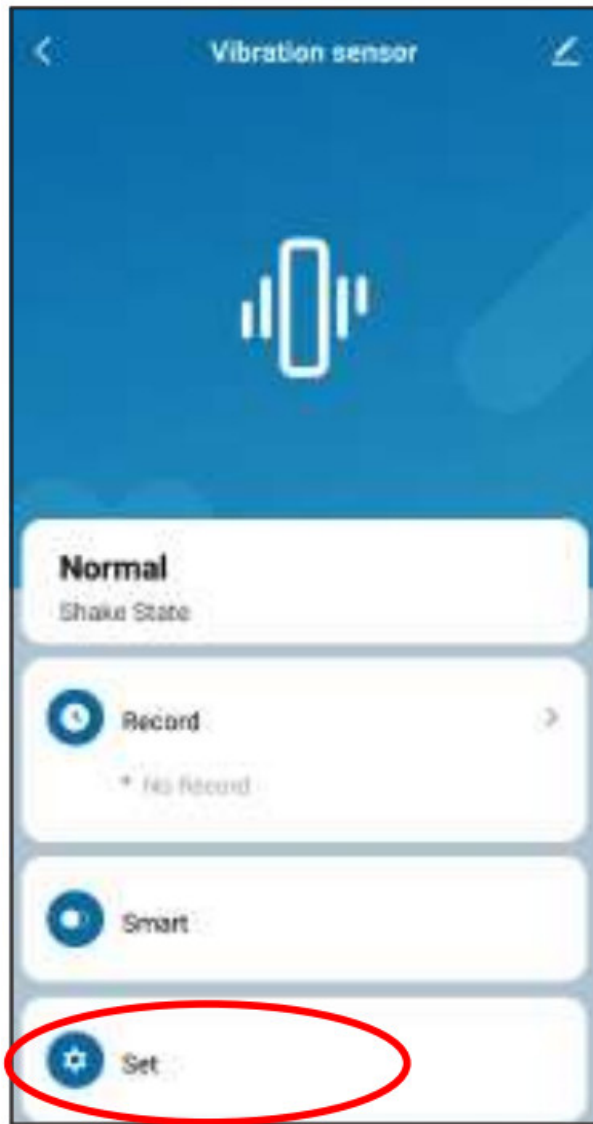 Vibration sensor
Normal
Shake State
Record
* No Record
Smart
Set